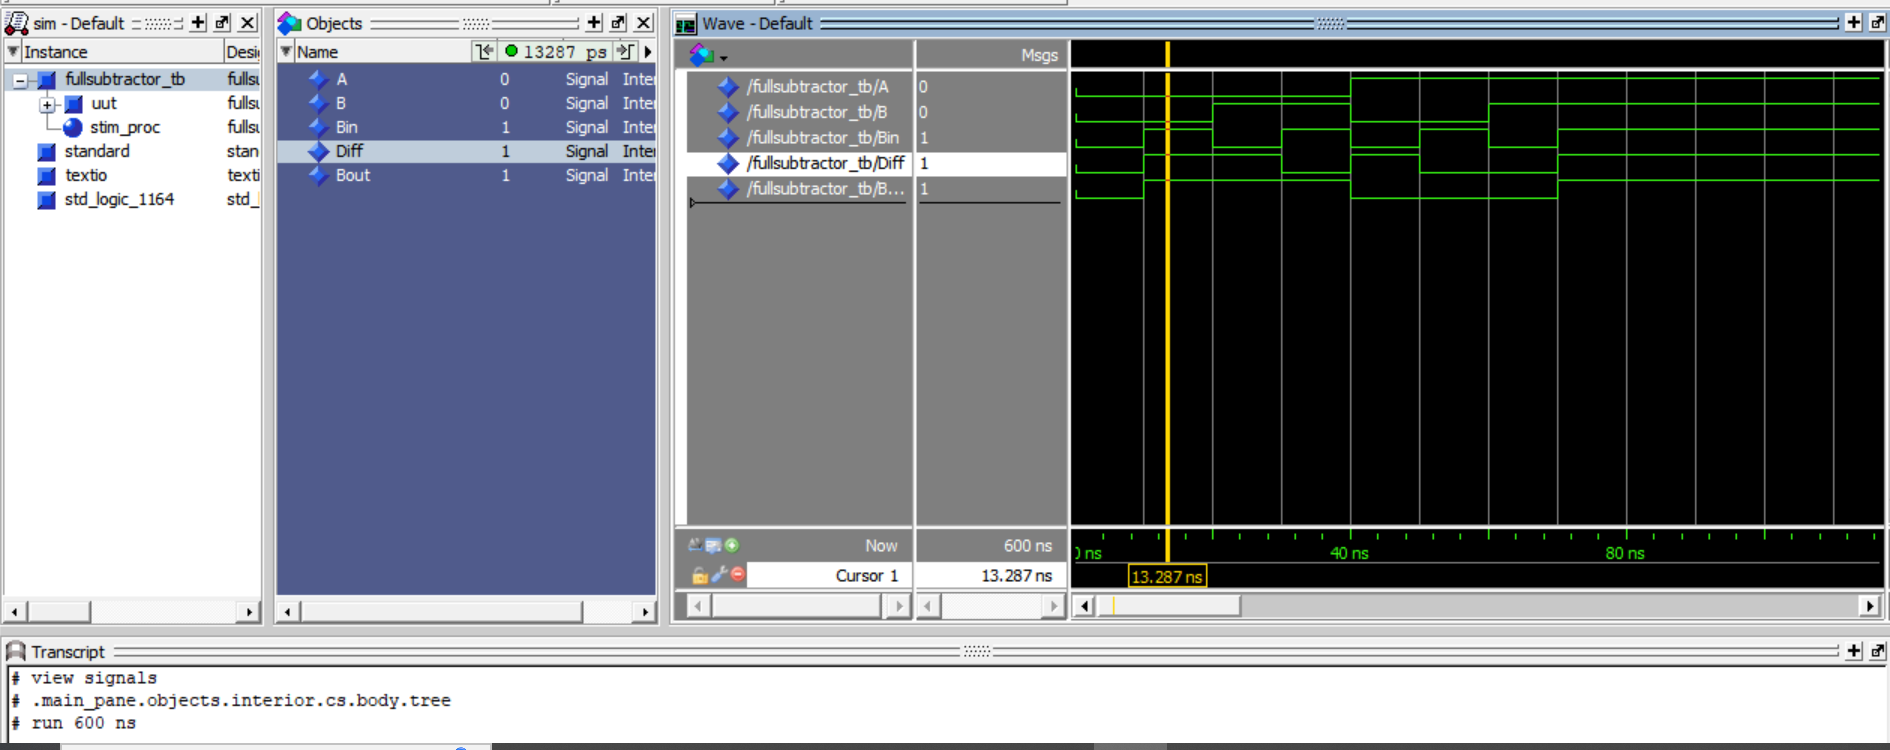 sim - Default
Instance Desi
fullsubtractor_tb fullsu
uut fullsu
stim_proc fullsu
standard stan
textio texti
std_logic_1164 std_l
Objects
Name 13287 ps
A 0 Signal Inter
B 0 Signal Inter
Bin 1 Signal Inter
Diff 1 Signal Inter
Bout 1 Signal Inter
Wave - Default
Msgs
/fullsubtractor_tb/A 0
/fullsubtractor_tb/B 0
/fullsubtractor_tb/Bin 1
/fullsubtractor_tb/Diff 1
/fullsubtractor_tb/B... 1
Now 600 ns
ns 40 ns 80 ns
Cursor 1 13.287 ns
13.287 ns
Transcript
# view signals
# .main_pane.objects.interior.cs.body.tree
# run 600 ns